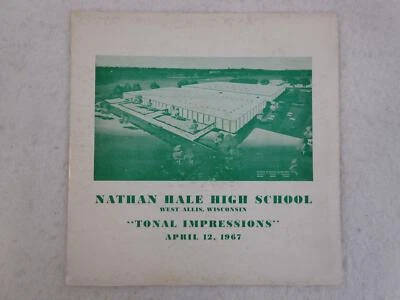 NATHAN HALE HIGH SCHOOL
WEST ALLIS, WISCONSIN
"TONAL IMPRESSIONS"
APRIL 12, 1967